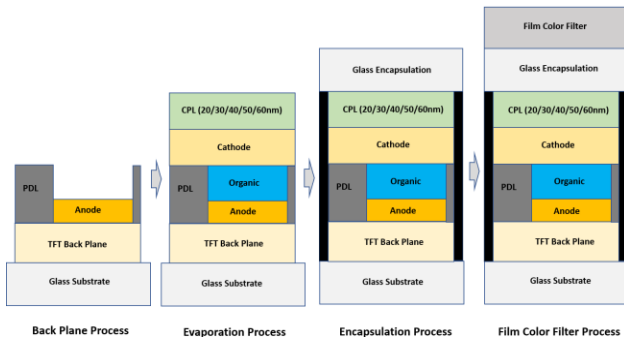 Film Color Filter
Glass Encapsulation
Glass Encapsulation
CPL (20/30/40/50/60nm)
CPL (20/30/40/50/60nm)
CPL (20/30/40/50/60nm)
Cathode
Cathode
Cathode
PDL
Anode
PDL
Organic
Anode
PDL
Organic
Anode
PDL
Organic
Anode
TFT Back Plane
TFT Back Plane
TFT Back Plane
TFT Back Plane
Glass Substrate
Glass Substrate
Glass Substrate
Glass Substrate
Back Plane Process
Evaporation Process
Encapsulation Process
Film Color Filter Process